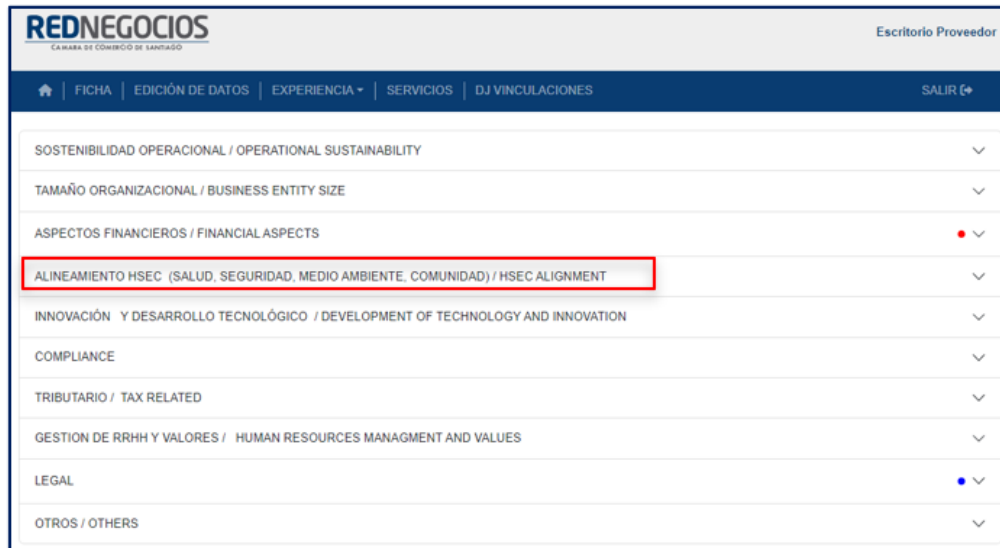 REDNEGOCIOS
CAMARA DE COMERCIO DE SANTIAGO
Escritorio Proveedor
FICHA | EDICIÓN DE DATOS | EXPERIENCIA | SERVICIOS | DJ VINCULACIONES SALIR
SOSTENIBILIDAD OPERACIONAL / OPERATIONAL SUSTAINABILITY
TAMAÑO ORGANIZACIONAL / BUSINESS ENTITY SIZE
ASPECTOS FINANCIEROS / FINANCIAL ASPECTS
ALINEAMIENTO HSEC (SALUD, SEGURIDAD, MEDIO AMBIENTE, COMUNIDAD) / HSEC ALIGNMENT
INNOVACIÓN Y DESARROLLO TECNOLÓGICO / DEVELOPMENT OF TECHNOLOGY AND INNOVATION
COMPLIANCE
TRIBUTARIO / TAX RELATED
GESTION DE RRHH Y VALORES / HUMAN RESOURCES MANAGMENT AND VALUES
LEGAL
OTROS / OTHERS